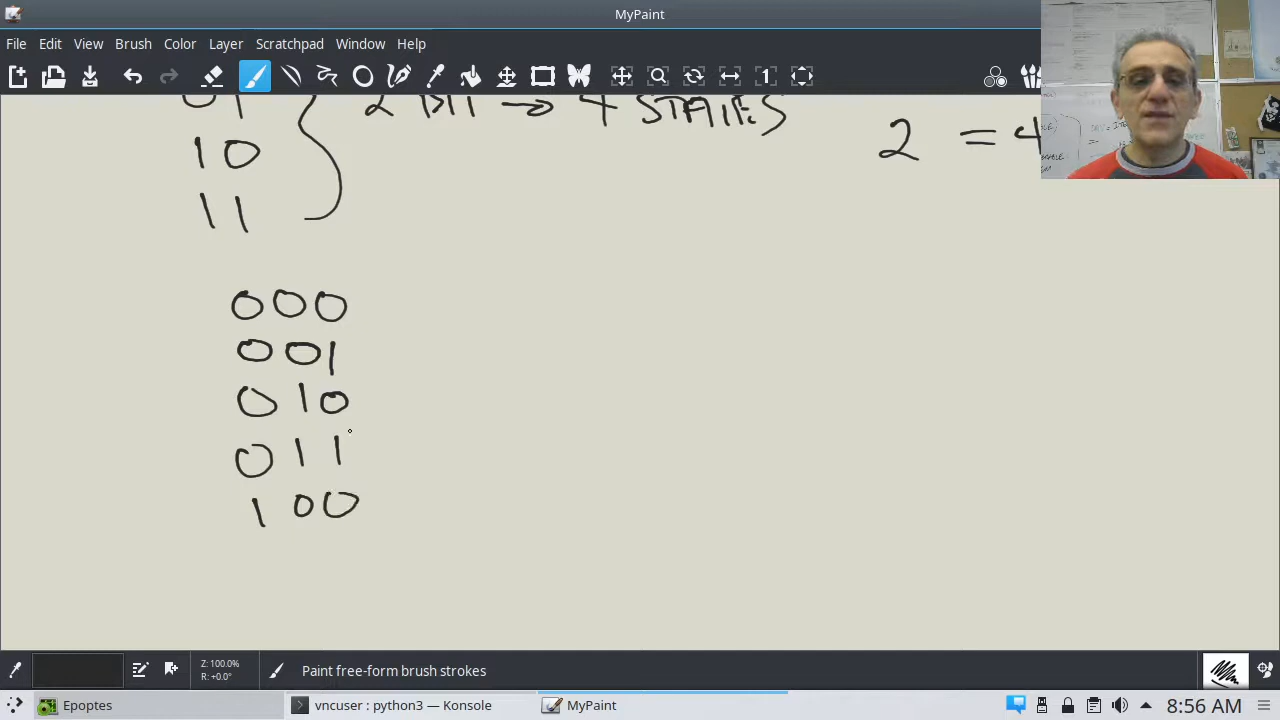 MyPaint
File Edit View Brush Color Layer Scratchpad Window Help
01
2 BIT → 4 STATES
2 = 4
10
11
000
001
010
011
100
Z: 100.0%
R: +0.0°
Paint free-form brush strokes
Epoptes
vncuser : python3 — Konsole
MyPaint
8:56 AM